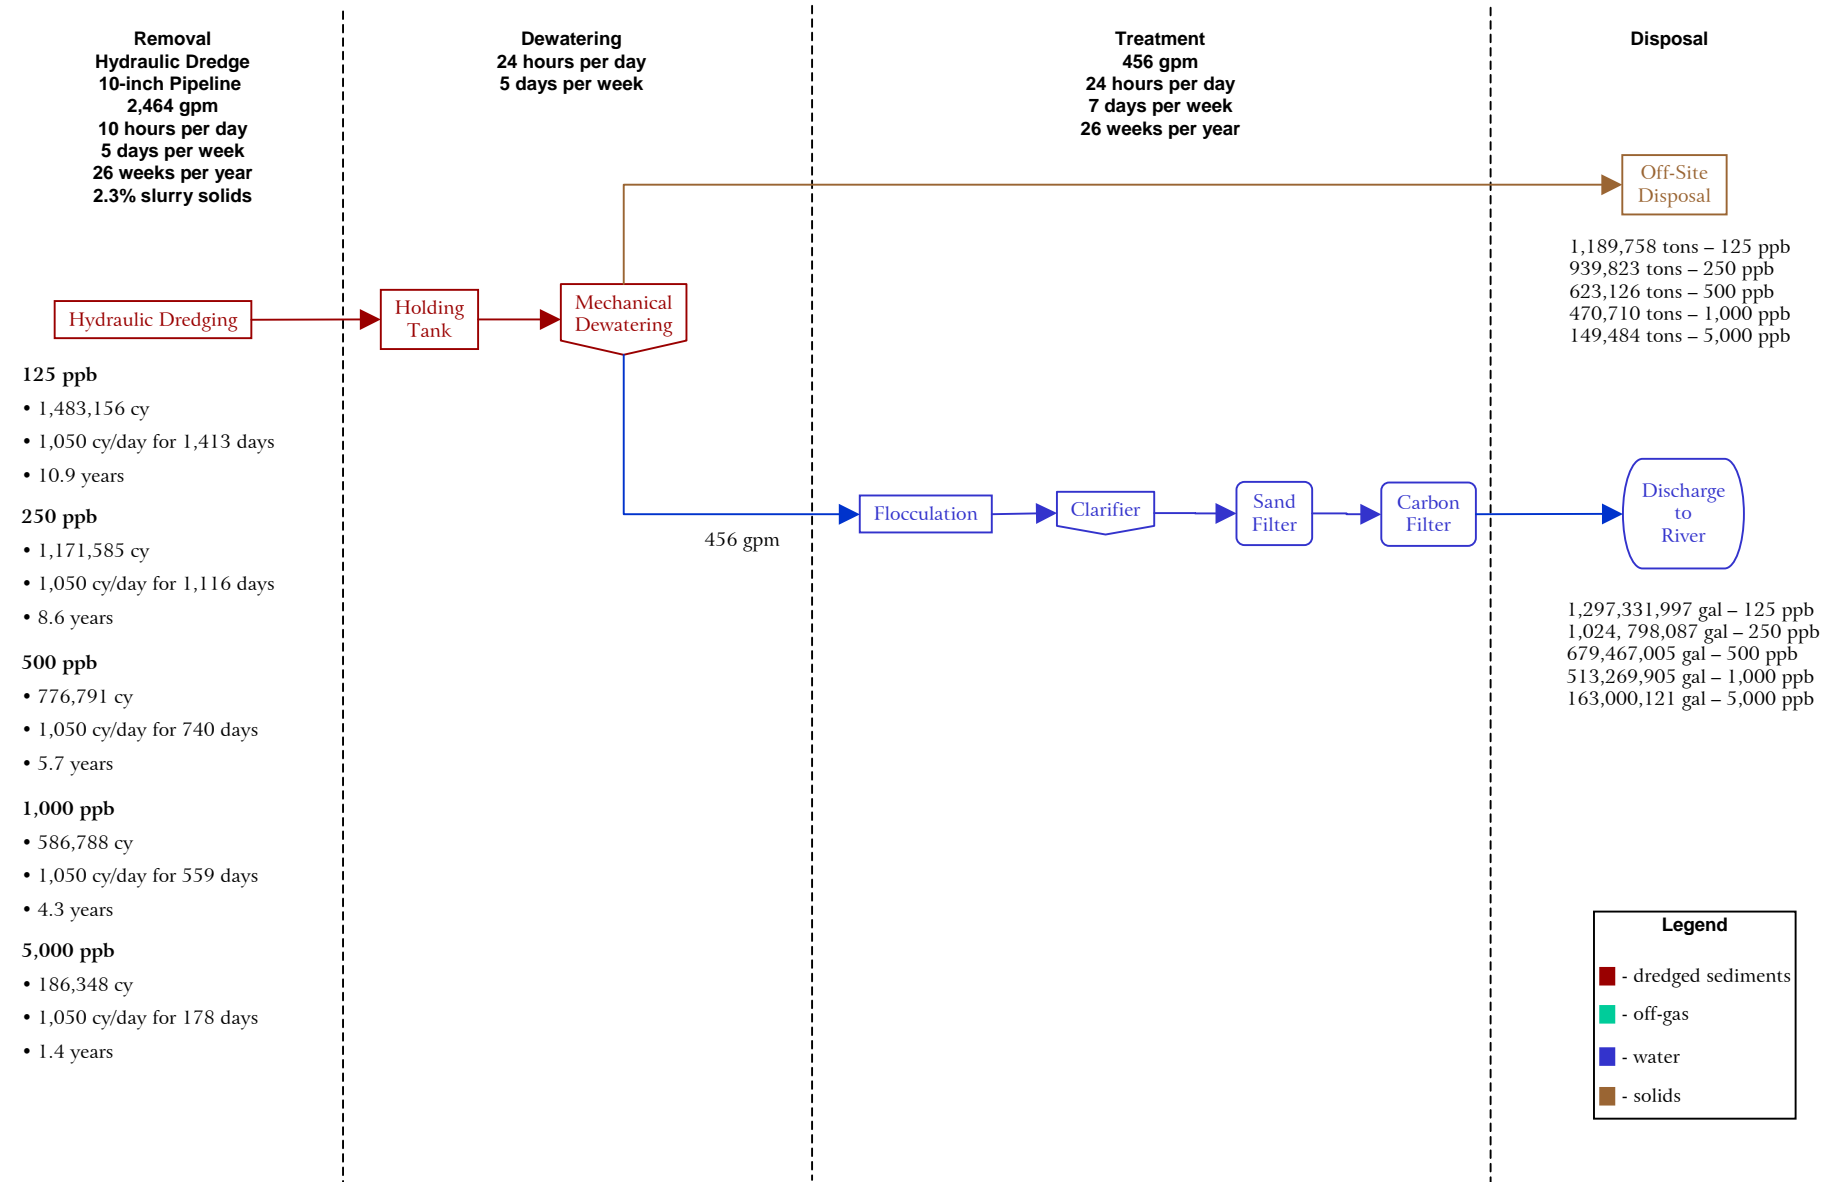 Removal
Hydraulic Dredge
10-inch Pipeline
2,464 gpm
10 hours per day
5 days per week
26 weeks per year
2.3% slurry solids
Dewatering
24 hours per day
5 days per week
Treatment
456 gpm
24 hours per day
7 days per week
26 weeks per year
Disposal
Hydraulic Dredging
Holding
Tank
Mechanical
Dewatering
Off-Site
Disposal
1,189,758 tons – 125 ppb
939,823 tons – 250 ppb
623,126 tons – 500 ppb
470,710 tons – 1,000 ppb
149,484 tons – 5,000 ppb
125 ppb
• 1,483,156 cy
• 1,050 cy/day for 1,413 days
• 10.9 years
250 ppb
• 1,171,585 cy
• 1,050 cy/day for 1,116 days
• 8.6 years
500 ppb
• 776,791 cy
• 1,050 cy/day for 740 days
• 5.7 years
1,000 ppb
• 586,788 cy
• 1,050 cy/day for 559 days
• 4.3 years
5,000 ppb
• 186,348 cy
• 1,050 cy/day for 178 days
• 1.4 years
456 gpm
Flocculation
Clarifier
Sand
Filter
Carbon
Filter
Discharge
to
River
1,297,331,997 gal – 125 ppb
1,024, 798,087 gal – 250 ppb
679,467,005 gal – 500 ppb
513,269,905 gal – 1,000 ppb
163,000,121 gal – 5,000 ppb
Legend
- dredged sediments
- off-gas
- water
- solids